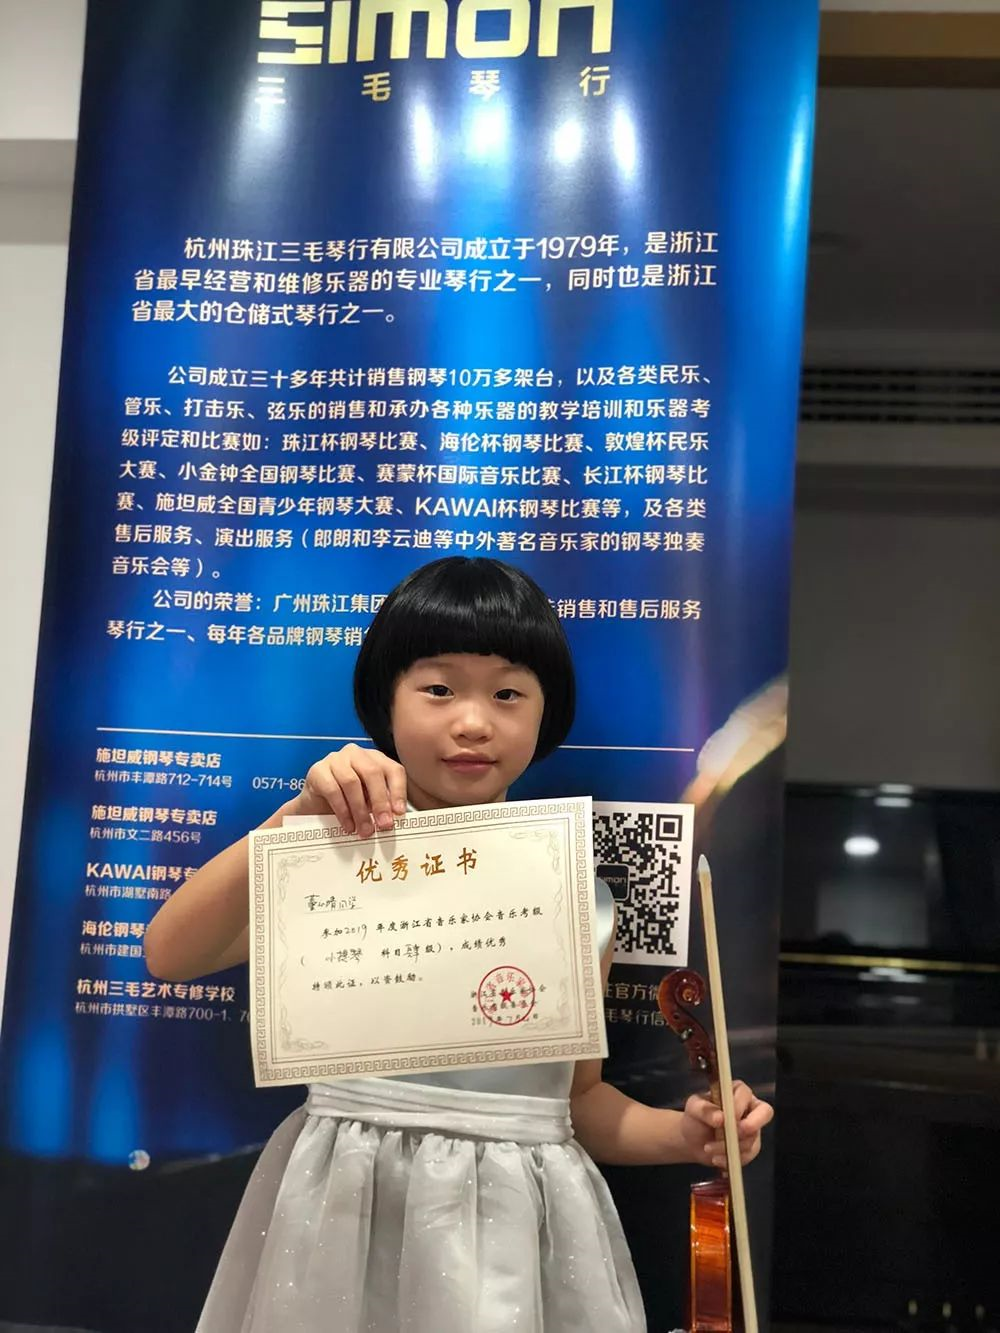 SIMON
三毛琴行
杭州珠江三毛琴行有限公司成立于1979年，是浙江
省最早经营和维修乐器的专业琴行之一，同时也是浙江
省最大的仓储式琴行之一。
公司成立三十多年共计销售钢琴10万多架台，以及各类民乐、
管乐、打击乐、弦乐的销售和承办各种乐器的教学培训和乐器考
级评定和比赛如：珠江杯钢琴比赛、海伦杯钢琴比赛、敦煌杯民乐
大赛、小金钟全国钢琴比赛、赛蒙杯国际音乐比赛、长江杯钢琴比
赛、施坦威全国青少年钢琴大赛、KAWAI杯钢琴比赛等，及各类
售后服务、演出服务（郎朗和李云迪等中外著名音乐家的钢琴独奏
音乐会等）。
公司的荣誉：广州珠江集团 销售和售后服务
琴行之一、每年各品牌钢琴销
施坦威钢琴专卖店
杭州市丰潭路712-714号 0571-86
施坦威钢琴专卖店
杭州市文二路456号
KAWAI钢琴专
杭州市湖墅南路
海伦钢琴
杭州市建国
杭州三毛艺术专修学校
杭州市拱墅区丰潭路700-1、
simon
官方微
毛琴行信
优秀证书
同学
参加2019年度浙江省音乐家协会音乐考级
（小提琴 科目肆级），成绩优秀
特颁此证，以资鼓励。